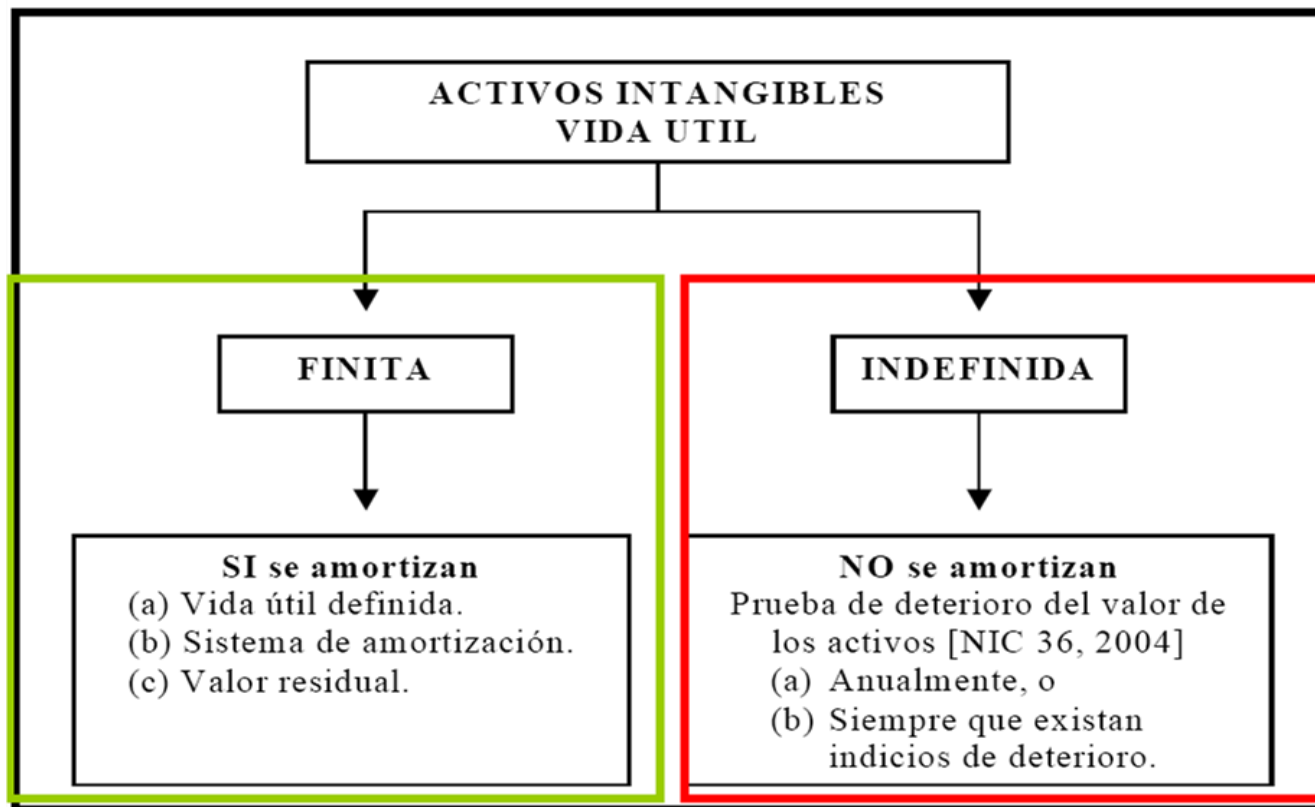 ACTIVOS INTANGIBLES
VIDA UTIL
FINITA
INDEFINIDA
SI se amortizan
(a) Vida útil definida.
(b) Sistema de amortización.
(c) Valor residual.
NO se amortizan
Prueba de deterioro del valor de
los activos [NIC 36, 2004]
(a) Anualmente, o
(b) Siempre que existan
indicios de deterioro.